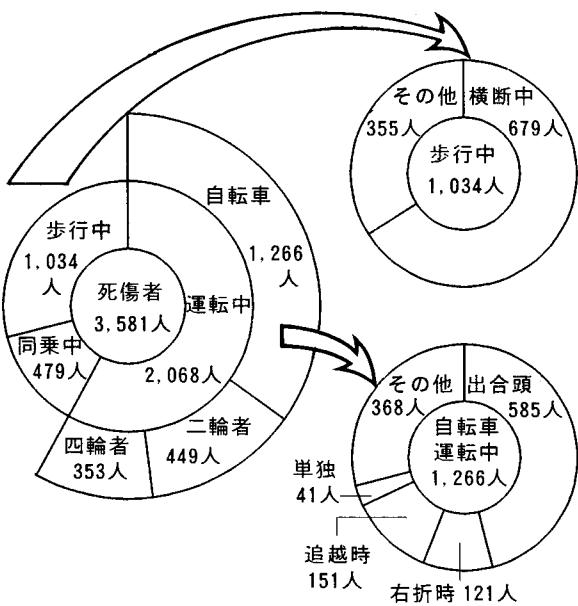 その他 横断中
355人 679人
歩行中
1,034人
自転車
1,266
人
歩行中
1,034
人
死傷者
3,581人
運転中
2,068人
同乗中
479人
四輪者
353人
二輪者
449人
その他 出合頭
368人 585人
自転車
運転中
1,266人
単独
41人
追越時
151人
右折時 121人